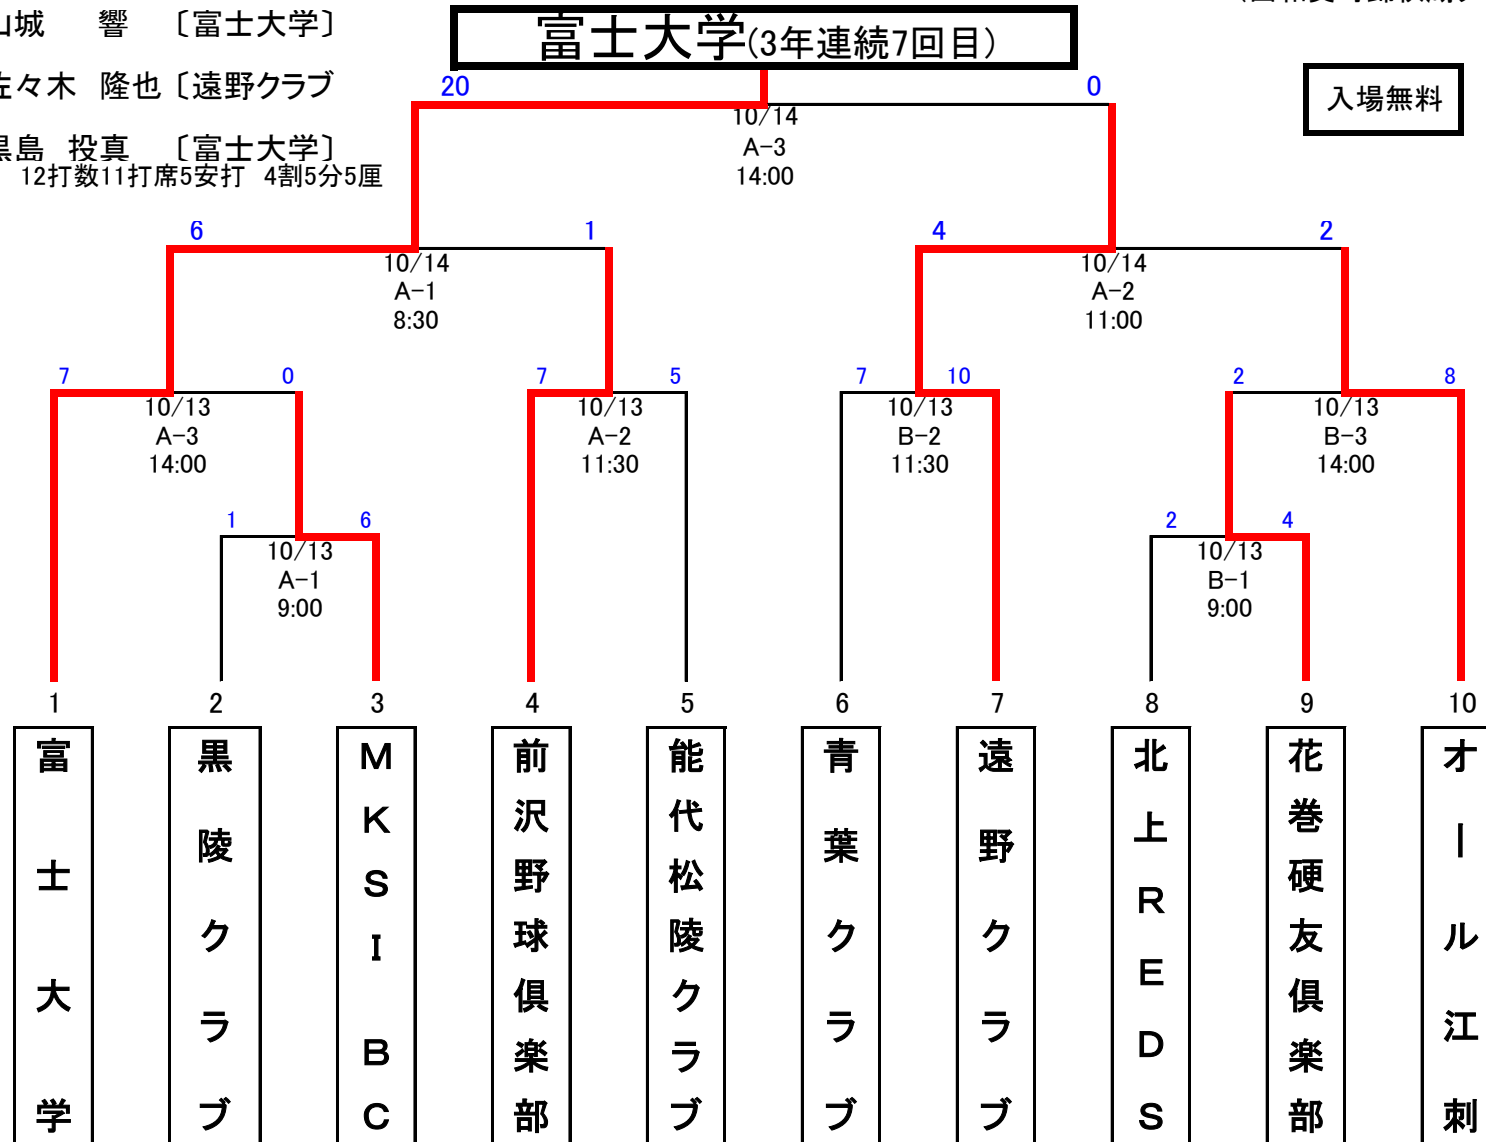 山城 響 〔富士大学〕
富士大学(3年連続7回目)
佐々木 隆也〔遠野クラブ
入場無料
黒島 投真 〔富士大学〕
12打数11打席5安打 4割5分5厘
20 0
10/14
A-3
14:00
6 1 4 2
10/14 10/14
A-1 A-2
8:30 11:00
7 0 7 5 7 10 2 8
10/13 10/13 10/13 10/13
A-3 A-2 B-2 B-3
14:00 11:30 11:30 14:00
1 6 2 4
10/13 10/13
A-1 B-1
9:00 9:00
1 2 3 4 5 6 7 8 9 10
富士大学
黒陵クラブ
MKSI BC
前沢野球倶楽部
能代松陵クラブ
青葉クラブ
遠野クラブ
北上REDS
花巻硬友倶楽部
オール江刺